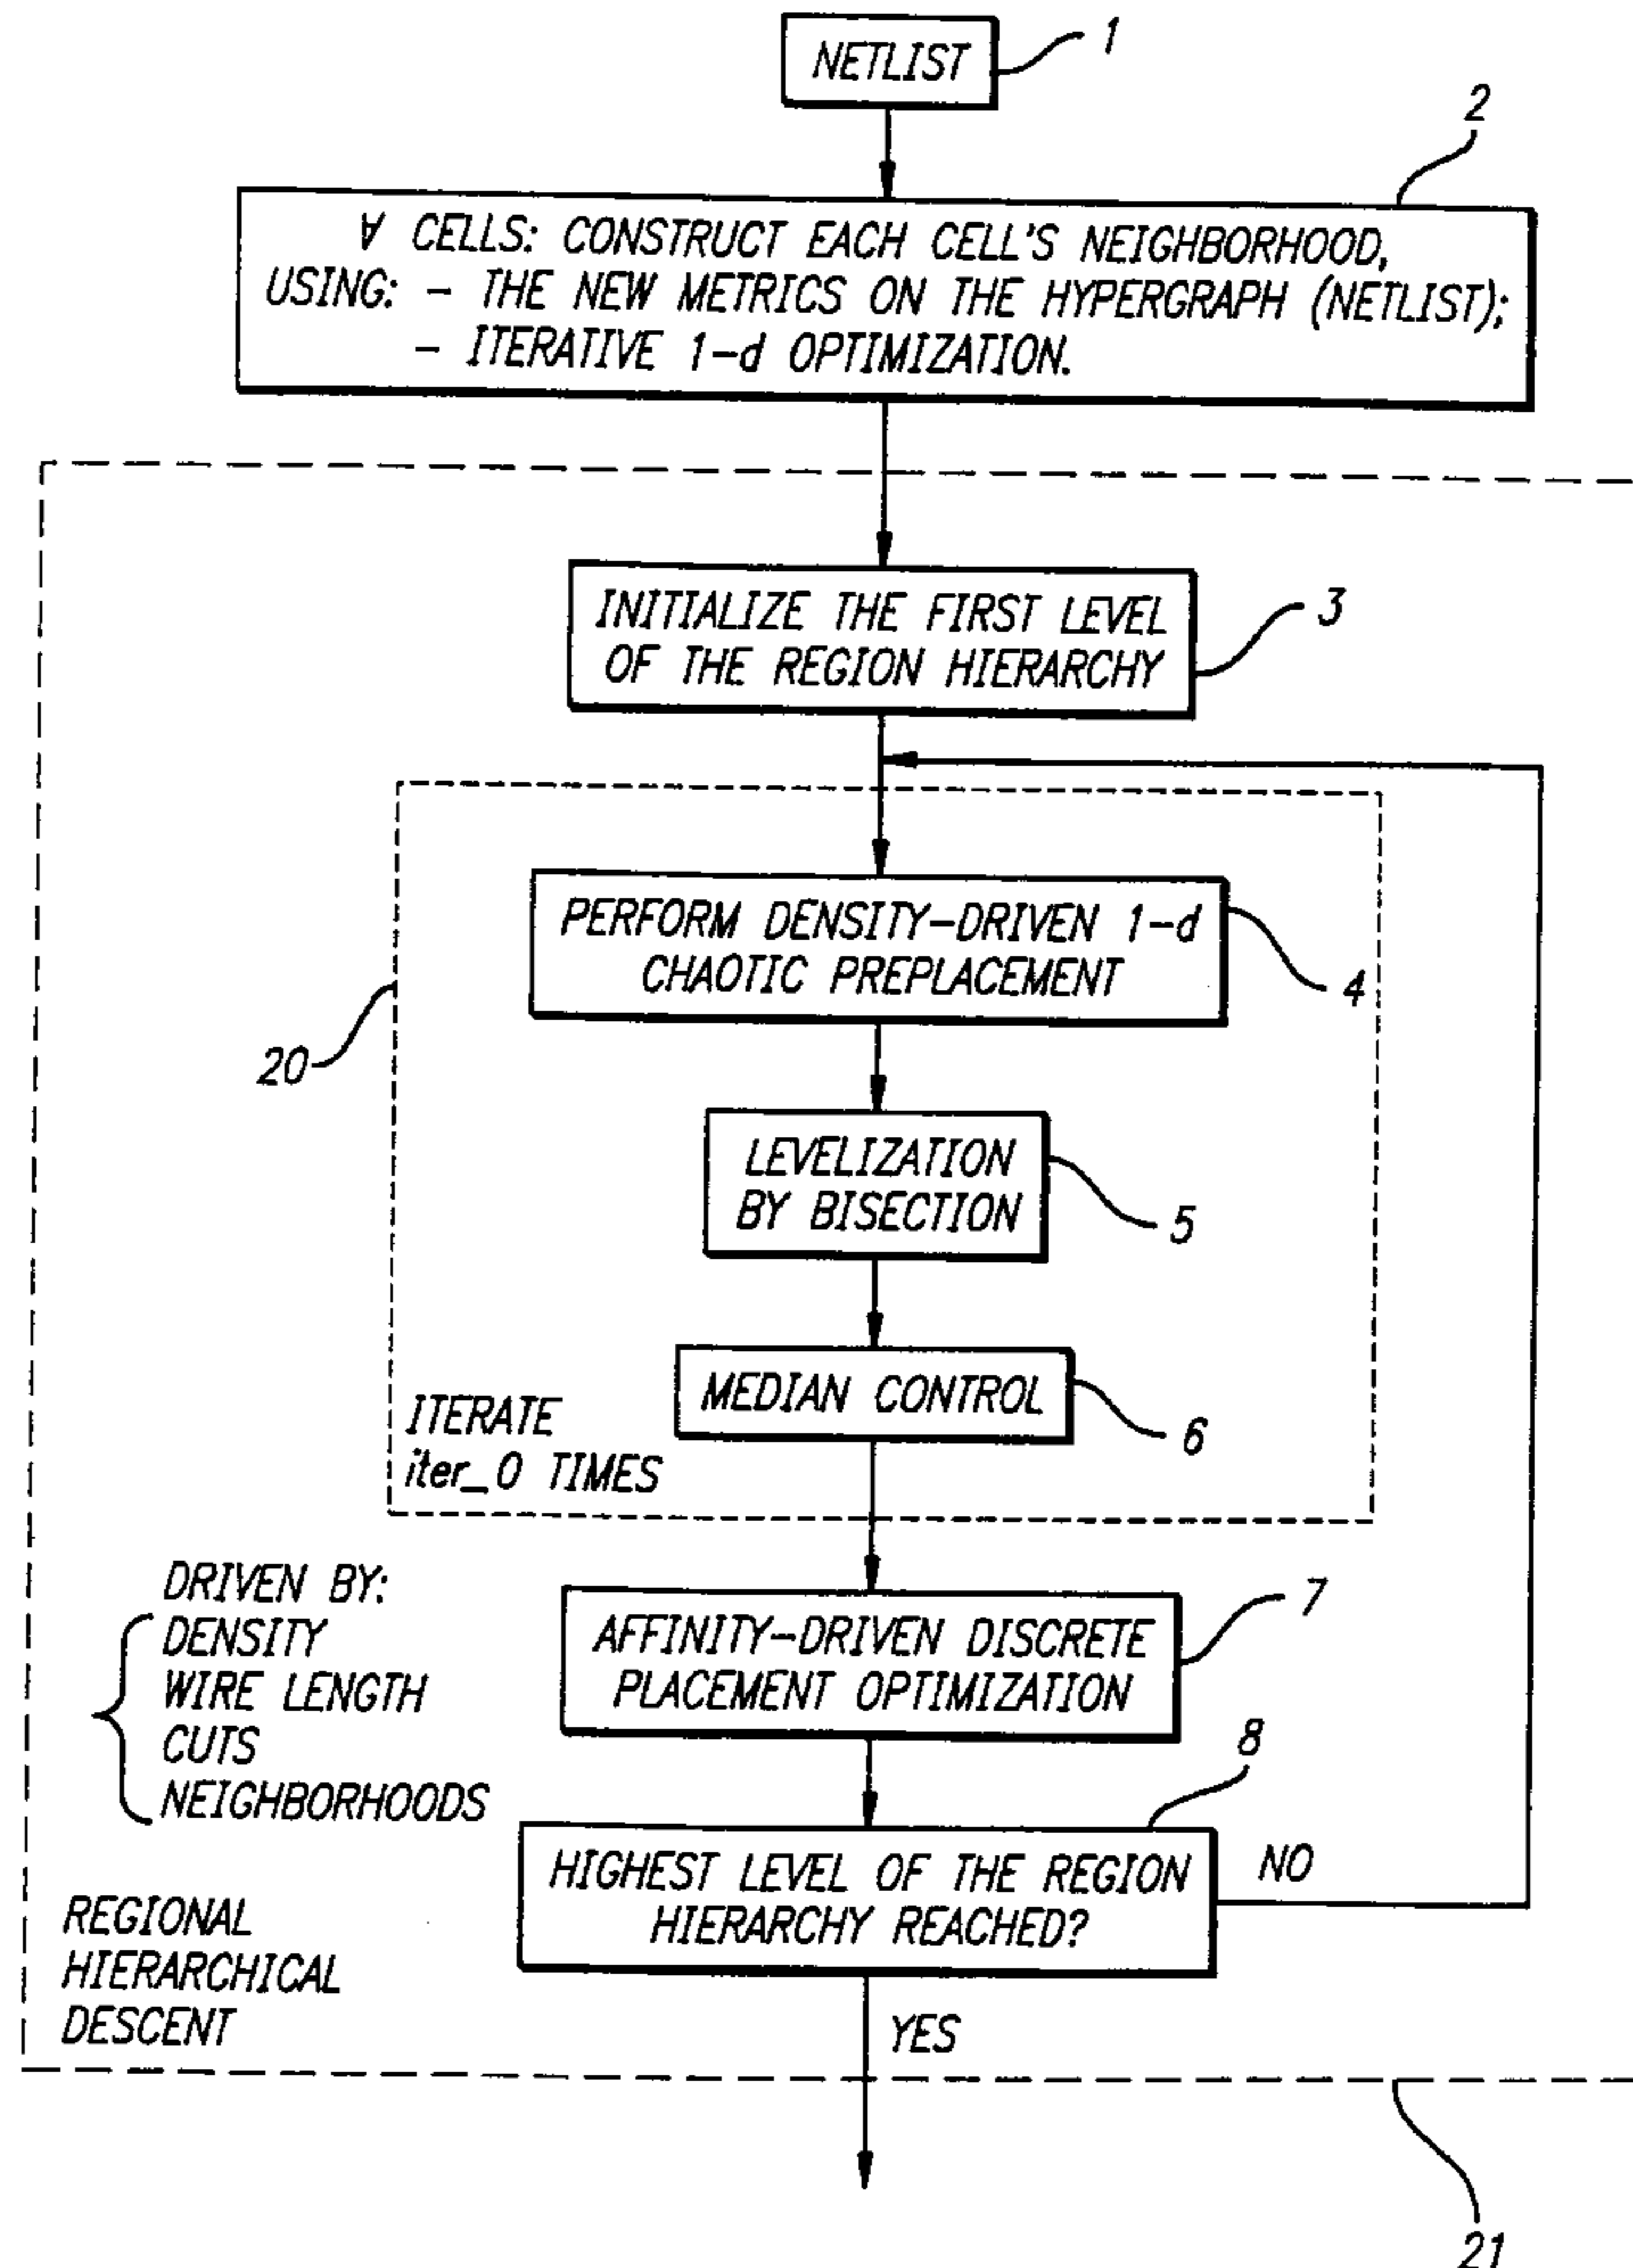 NETLIST
1
2
∀ CELLS: CONSTRUCT EACH CELL'S NEIGHBORHOOD,
USING: - THE NEW METRICS ON THE HYPERGRAPH (NETLIST);
- ITERATIVE 1-d OPTIMIZATION.
INITIALIZE THE FIRST LEVEL
OF THE REGION HIERARCHY
3
PERFORM DENSITY-DRIVEN 1-d
CHAOTIC PREPLACEMENT
4
20
LEVELIZATION
BY BISECTION
5
MEDIAN CONTROL
6
ITERATE
iter_0 TIMES
DRIVEN BY:
DENSITY
WIRE LENGTH
CUTS
NEIGHBORHOODS
AFFINITY-DRIVEN DISCRETE
PLACEMENT OPTIMIZATION
7
8
HIGHEST LEVEL OF THE REGION
HIERARCHY REACHED?
NO
REGIONAL
HIERARCHICAL
DESCENT
YES
21